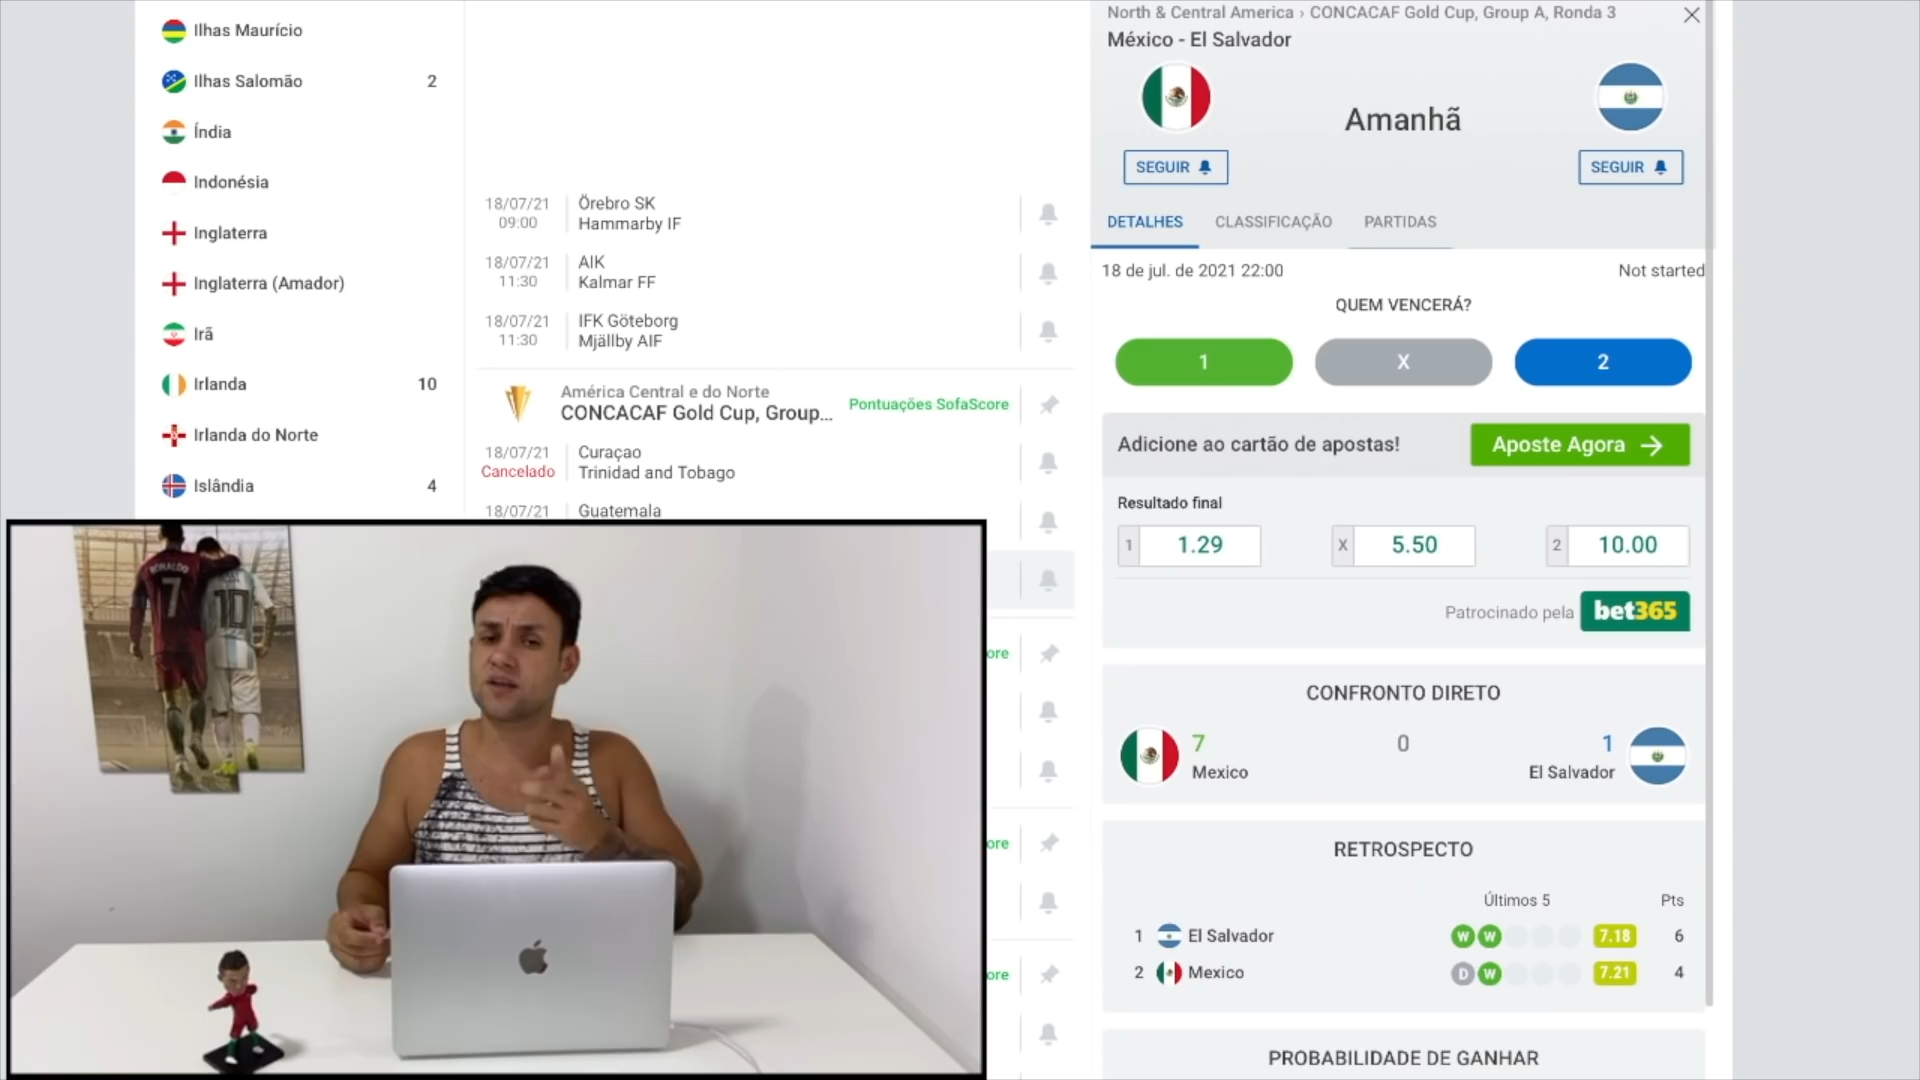 Ilhas Maurício
Ilhas Salomão 2
Índia
Indonésia
Inglaterra
Inglaterra (Amador)
Irã
Irlanda 10
Irlanda do Norte
Islândia 4
18/07/21 Örebro SK
09:00 Hammarby IF
18/07/21 AIK
11:30 Kalmar FF
18/07/21 IFK Göteborg
11:30 Mjällby AIF
América Central e do Norte
CONCACAF Gold Cup, Group...
Pontuações SofaScore
18/07/21 Curaçao
Cancelado Trinidad and Tobago
18/07/21 Guatemala
ore
ore
ore
RONALDO
7
10
North & Central America › CONCACAF Gold Cup, Group A, Ronda 3
México - El Salvador
Amanhã
SEGUIR SEGUIR
DETALHES CLASSIFICAÇÃO PARTIDAS
18 de jul. de 2021 22:00 Not started
QUEM VENCERÁ?
1 X 2
Adicione ao cartão de apostas! Aposte Agora →
Resultado final
1 1.29 X 5.50 2 10.00
Patrocinado pela bet365
CONFRONTO DIRETO
7 0 1
Mexico El Salvador
RETROSPECTO
Últimos 5 Pts
1 El Salvador W W 7.18 6
2 Mexico D W 7.21 4
PROBABILIDADE DE GANHAR